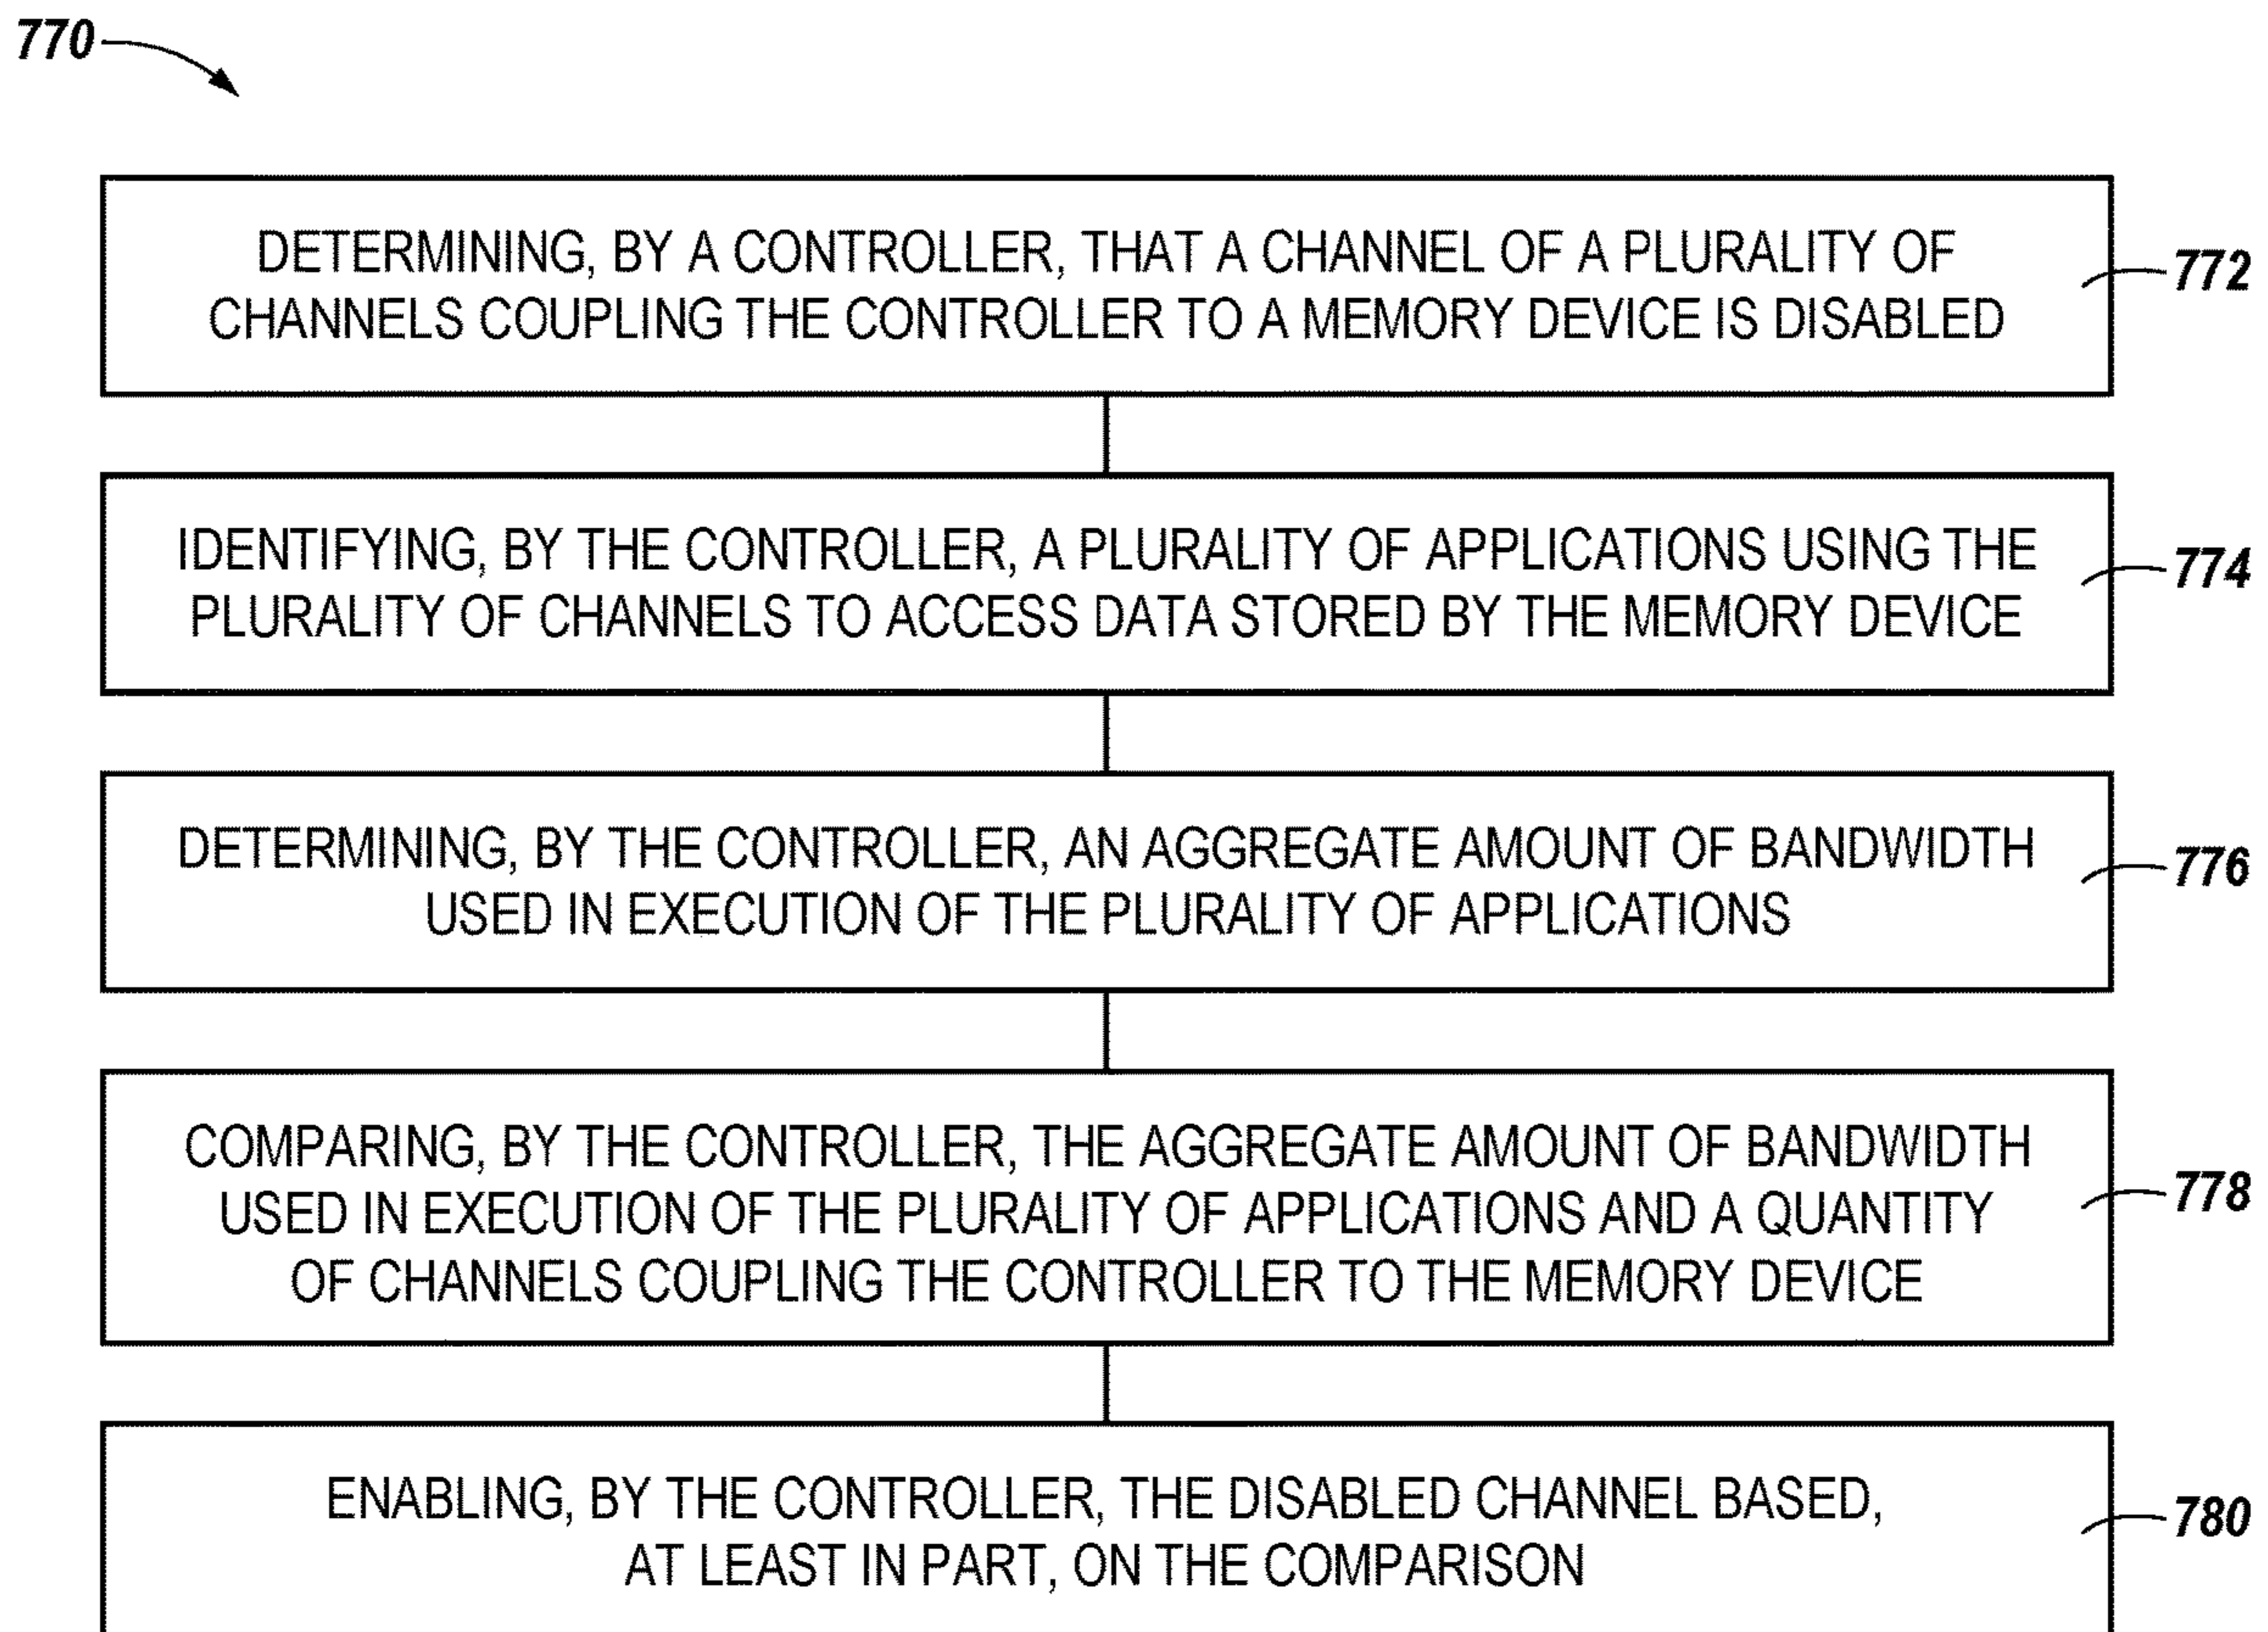 770
DETERMINING, BY A CONTROLLER, THAT A CHANNEL OF A PLURALITY OF
CHANNELS COUPLING THE CONTROLLER TO A MEMORY DEVICE IS DISABLED
772
IDENTIFYING, BY THE CONTROLLER, A PLURALITY OF APPLICATIONS USING THE
PLURALITY OF CHANNELS TO ACCESS DATA STORED BY THE MEMORY DEVICE
774
DETERMINING, BY THE CONTROLLER, AN AGGREGATE AMOUNT OF BANDWIDTH
USED IN EXECUTION OF THE PLURALITY OF APPLICATIONS
776
COMPARING, BY THE CONTROLLER, THE AGGREGATE AMOUNT OF BANDWIDTH
USED IN EXECUTION OF THE PLURALITY OF APPLICATIONS AND A QUANTITY
OF CHANNELS COUPLING THE CONTROLLER TO THE MEMORY DEVICE
778
ENABLING, BY THE CONTROLLER, THE DISABLED CHANNEL BASED,
AT LEAST IN PART, ON THE COMPARISON
780